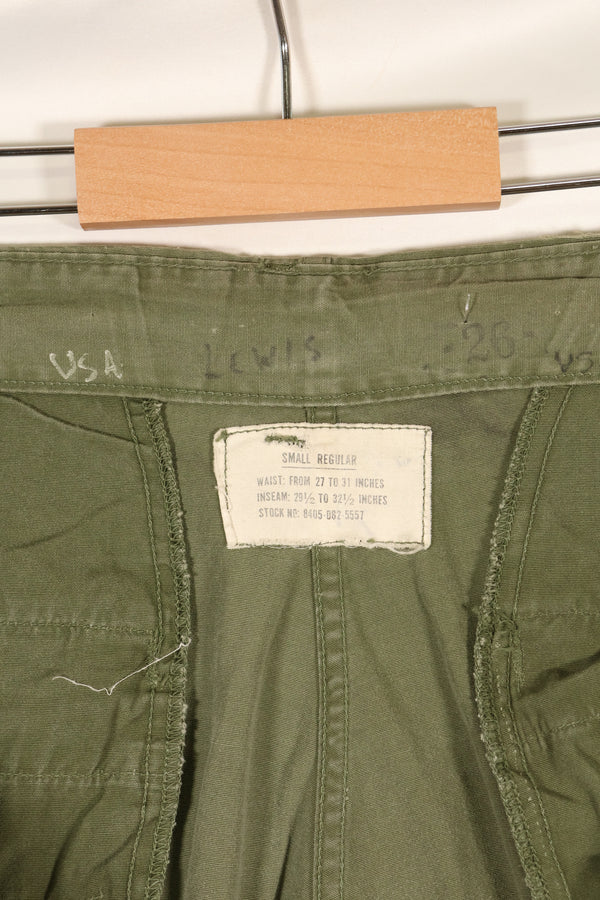 USA LEWIS 26 US
SMALL REGULAR
WAIST: FROM 27 TO 31 INCHES
INSEAM: 29½ TO 32½ INCHES
STOCK NO: 8405-082-5557